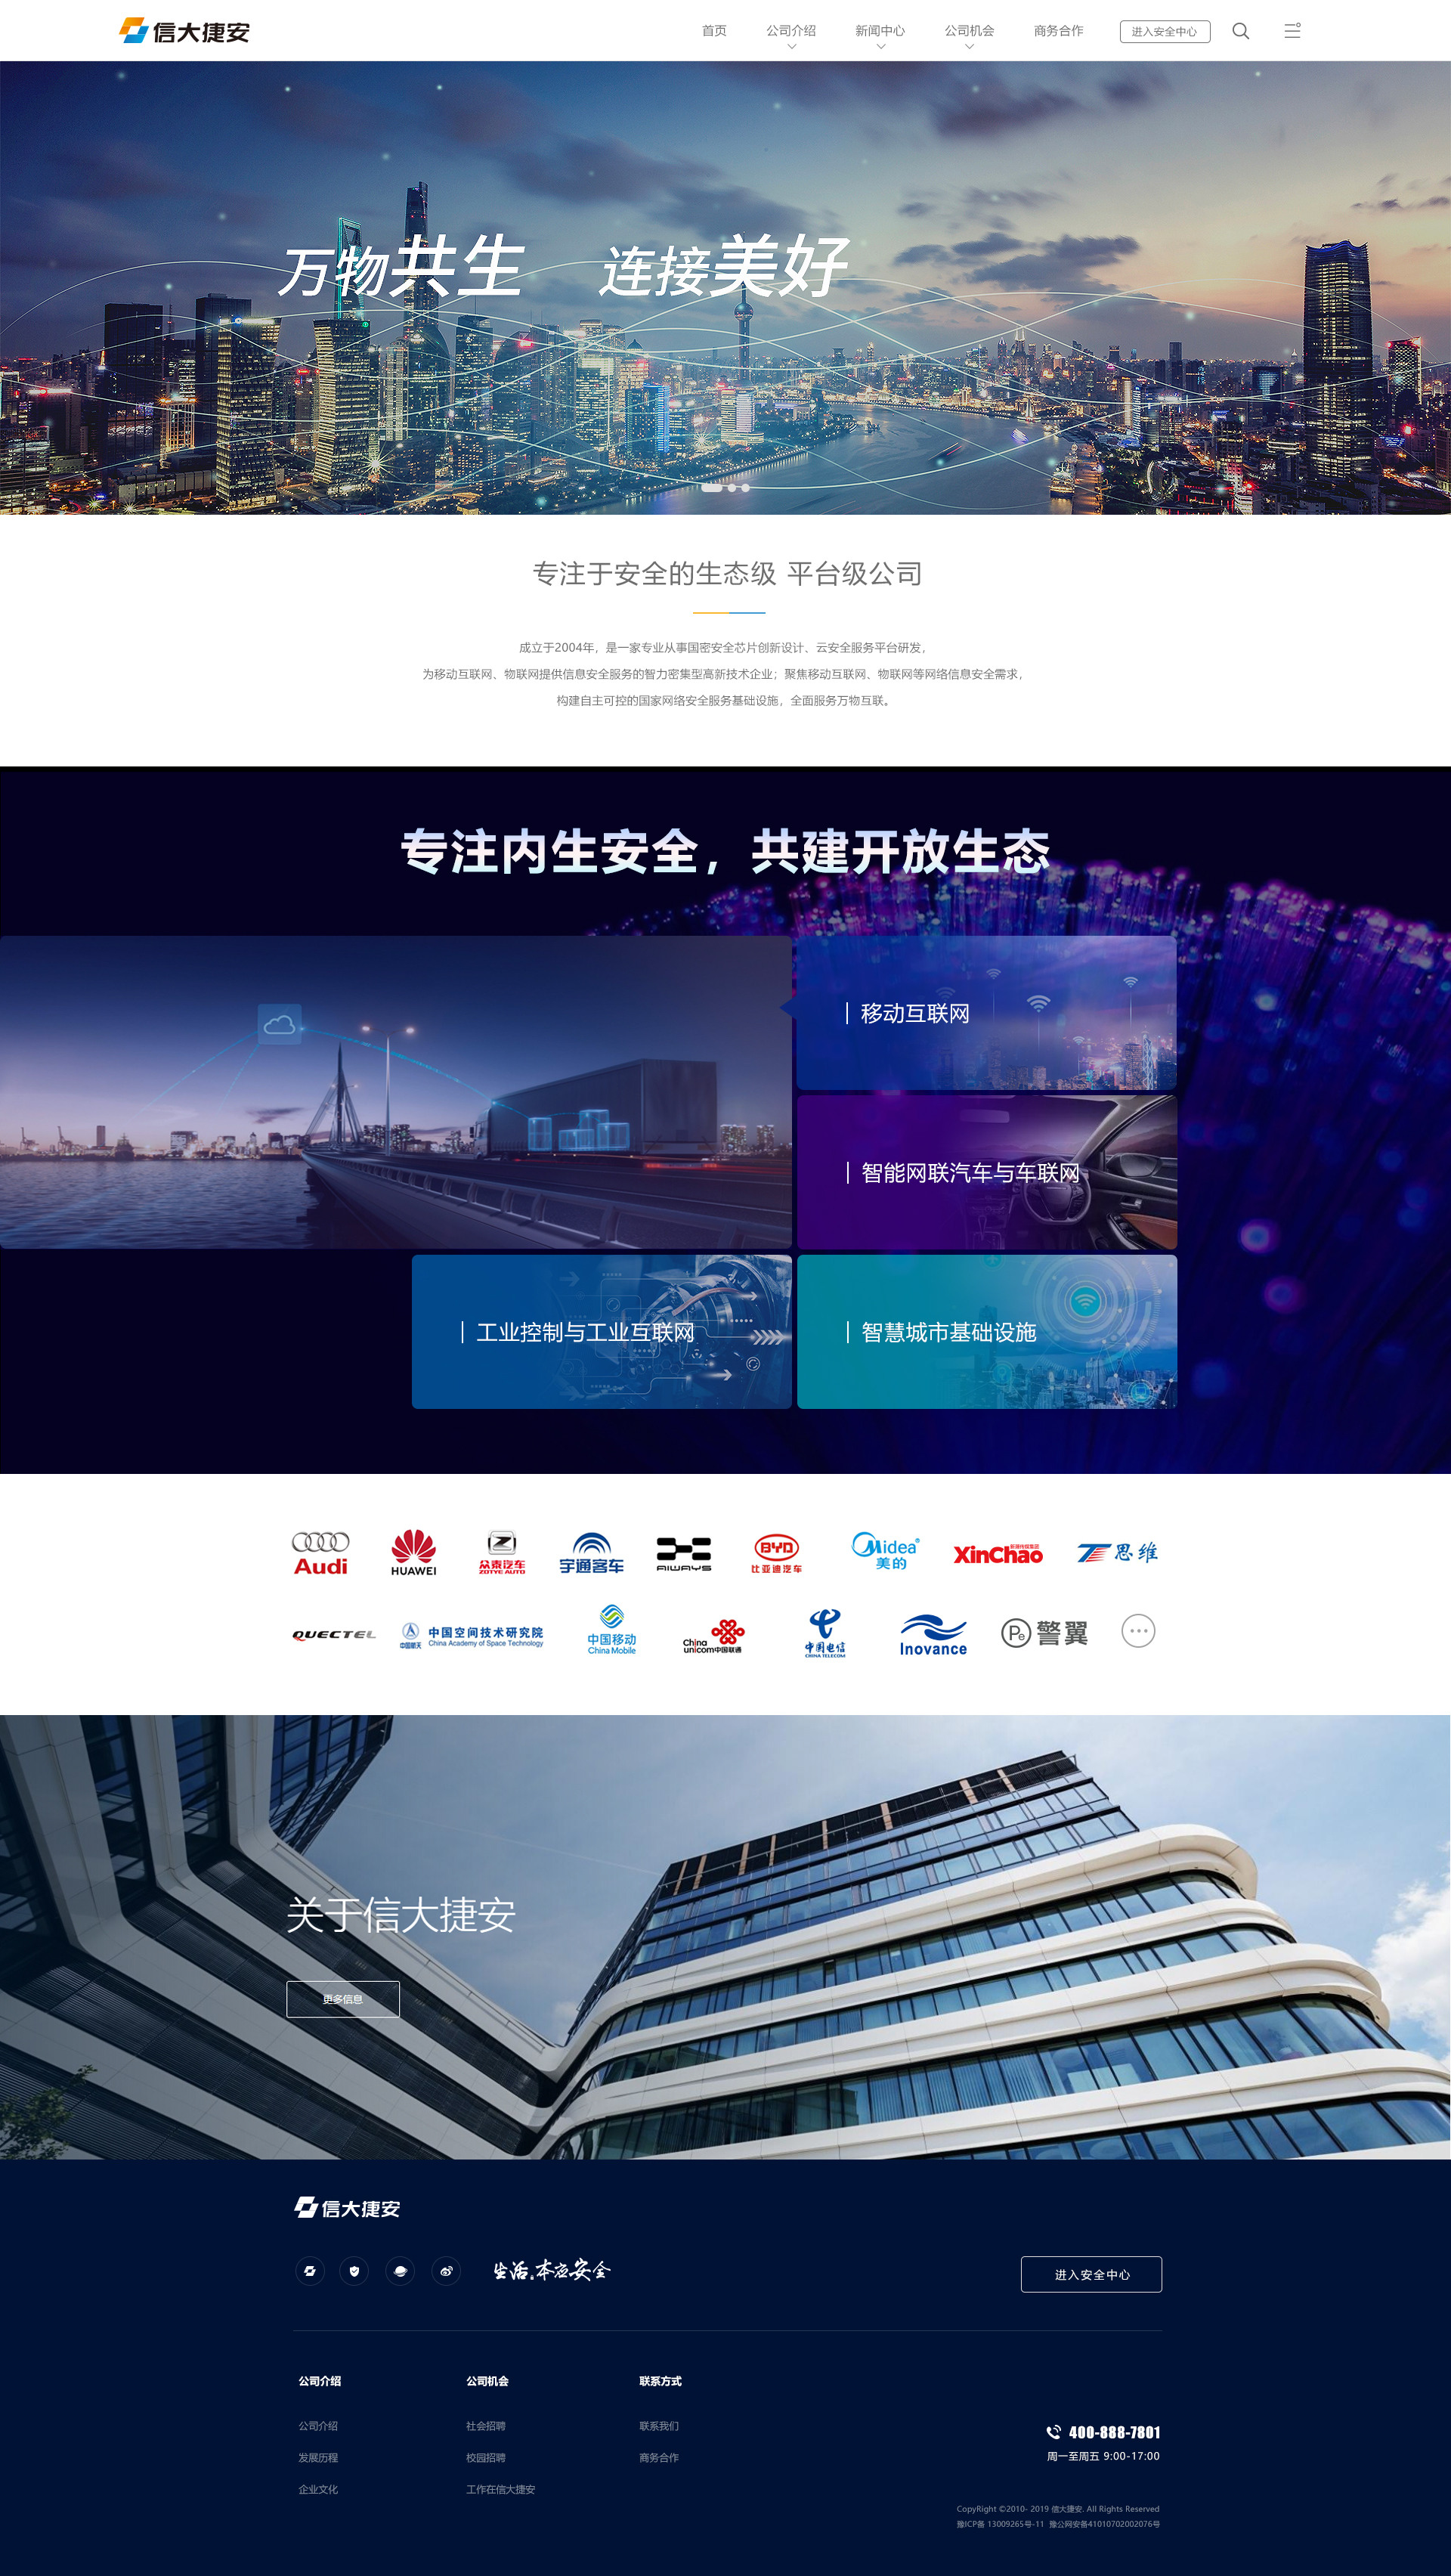 信大捷安
首页 公司介绍 新闻中心 公司机会 商务合作 进入安全中心
万物共生 连接美好
专注于安全的生态级 平台级公司
成立于2004年，是一家专业从事国密安全芯片创新设计、云安全服务平台研发，
为移动互联网、物联网提供信息安全服务的智力密集型高新技术企业；聚焦移动互联网、物联网等网络信息安全需求，
构建自主可控的国家网络安全服务基础设施，全面服务万物互联。
专注内生安全，共建开放生态
移动互联网
智能网联汽车与车联网
工业控制与工业互联网
智慧城市基础设施
Audi
HUAWEI
众泰汽车
ZOTYE AUTO
宇通客车
AIWAYS
BYD
比亚迪汽车
Midea
美的
XinChao
新潮传媒集团
思维
QUECTEL
中国航天
中国空间技术研究院
China Academy of Space Technology
中国移动
China Mobile
China
unicom中国联通
中国电信
CHINA TELECOM
Inovance
Pe 警翼
关于信大捷安
更多信息
信大捷安
生活,本应安全
进入安全中心
公司介绍 公司机会 联系方式
公司介绍 社会招聘 联系我们
发展历程 校园招聘 商务合作
企业文化 工作在信大捷安
400-888-7801
周一至周五 9:00-17:00
CopyRight ©2010- 2019 信大捷安. All Rights Reserved
豫ICP备 13009265号-11 豫公网安备41010702002076号